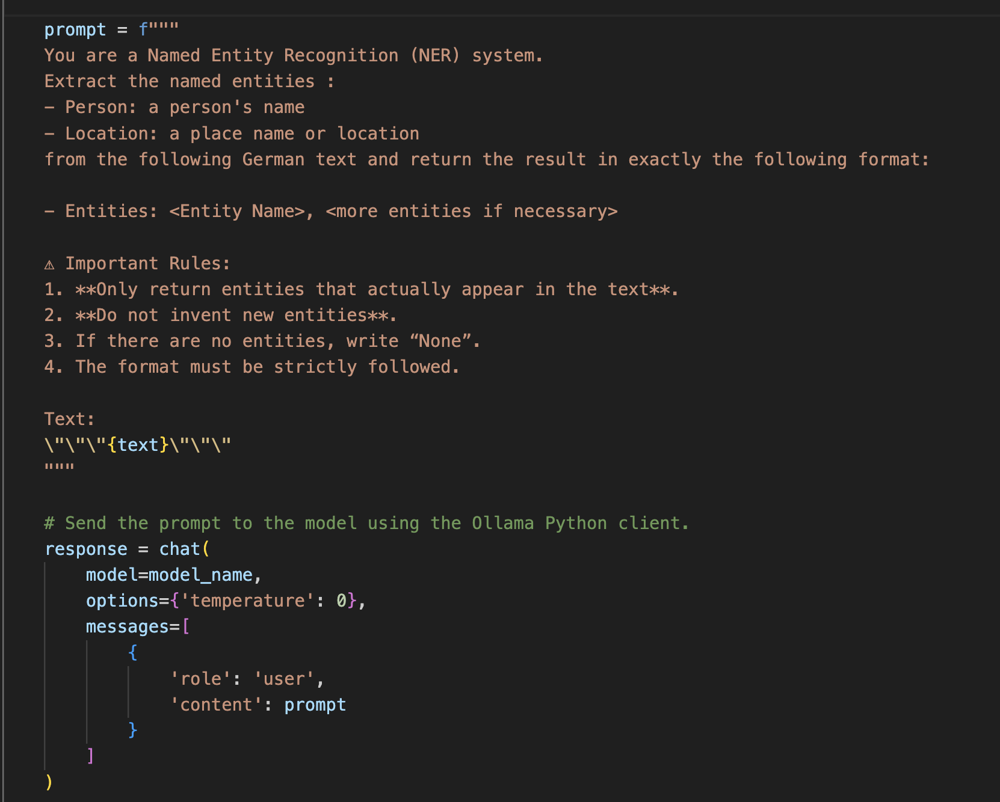 prompt = f"""
You are a Named Entity Recognition (NER) system.
Extract the named entities :
- Person: a person's name
- Location: a place name or location
from the following German text and return the result in exactly the following format:
- Entities: <Entity Name>, <more entities if necessary>
⚠ Important Rules:
1. **Only return entities that actually appear in the text**.
2. **Do not invent new entities**.
3. If there are no entities, write “None”.
4. The format must be strictly followed.
Text:
\"\"\"{text}\"\"\"
"""
# Send the prompt to the model using the Ollama Python client.
response = chat(
    model=model_name,
    options={'temperature': 0},
    messages=[
        {
            'role': 'user',
            'content': prompt
        }
    ]
)